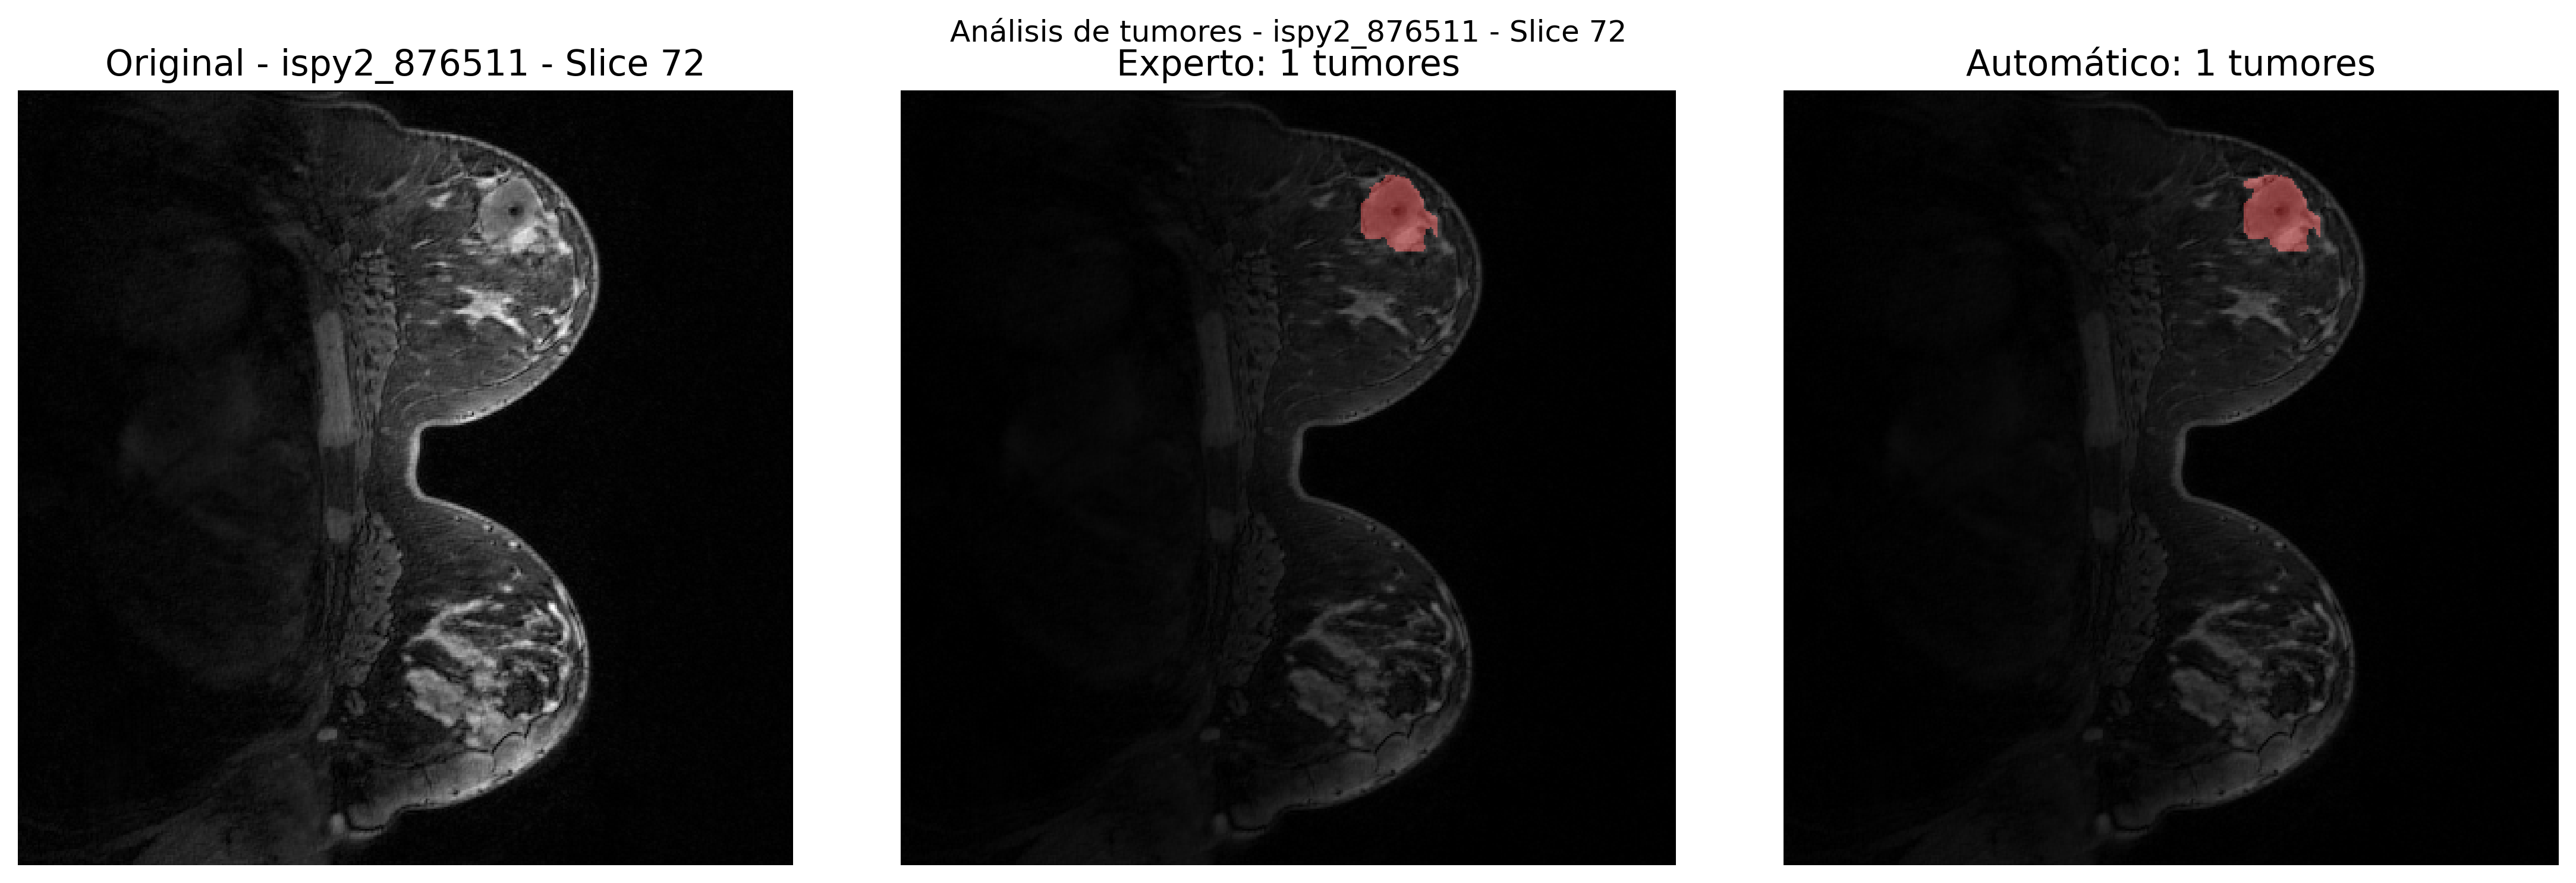 Análisis de tumores - ispy2_876511 - Slice 72
Original - ispy2_876511 - Slice 72
Experto: 1 tumores
Automático: 1 tumores